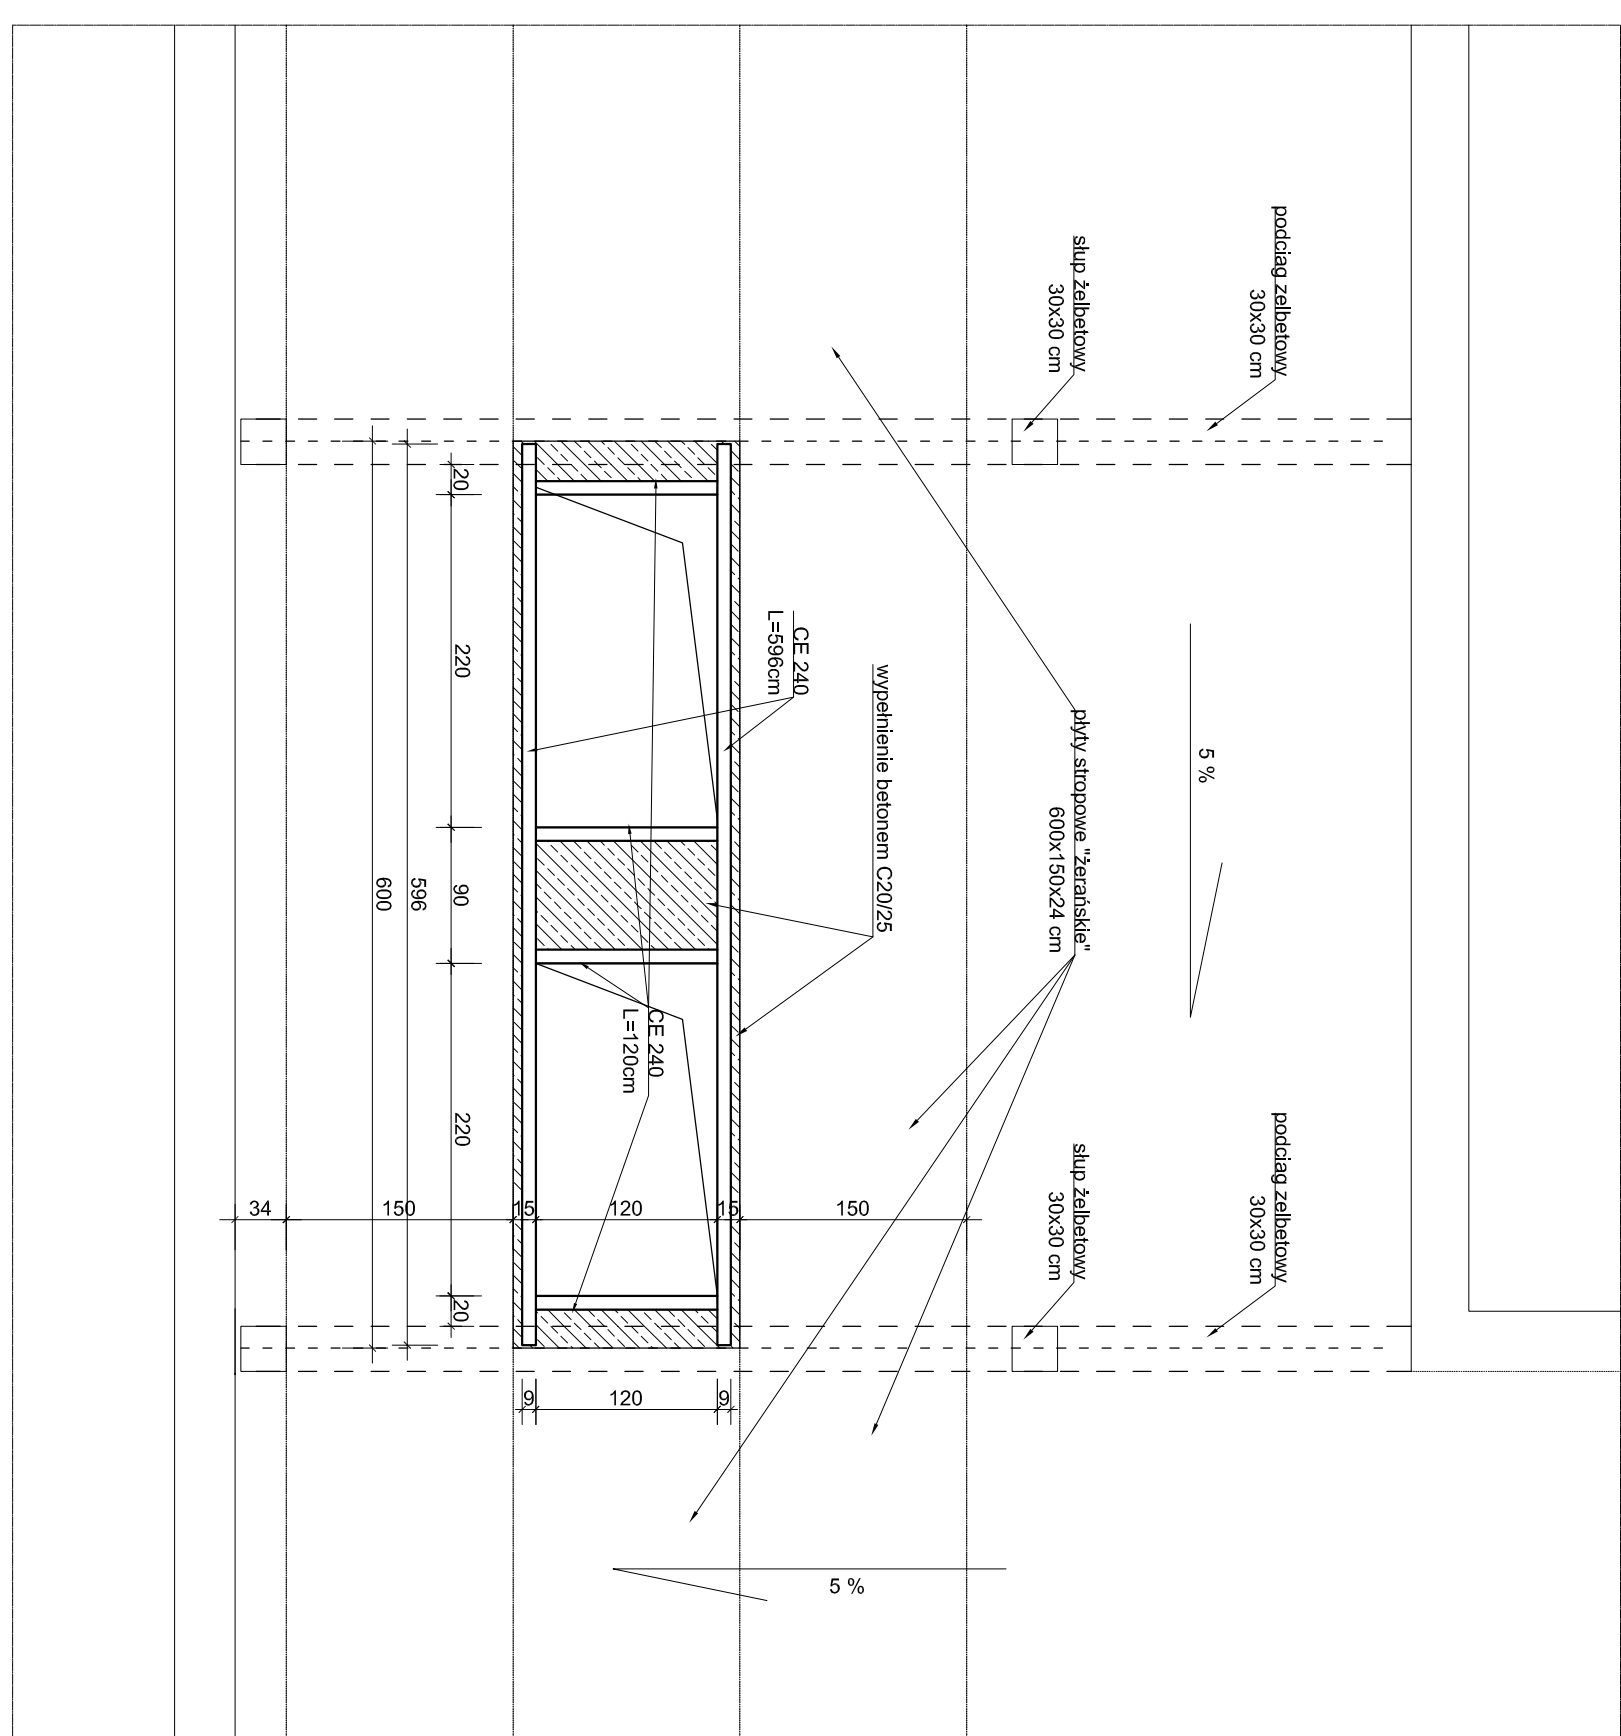 podciąg zelbetowy
30x30 cm
słup żelbetowy
30x30 cm
5 %
płyty stropowe "żerańskie"
600x150x24 cm
wypełnienie betonem C20/25
CE 240
L=596cm
CE 240
L=120cm
podciąg zelbetowy
30x30 cm
słup żelbetowy
30x30 cm
20
220
90
220
20
596
600
34
150
15
120
15
150
9
120
9
5 %